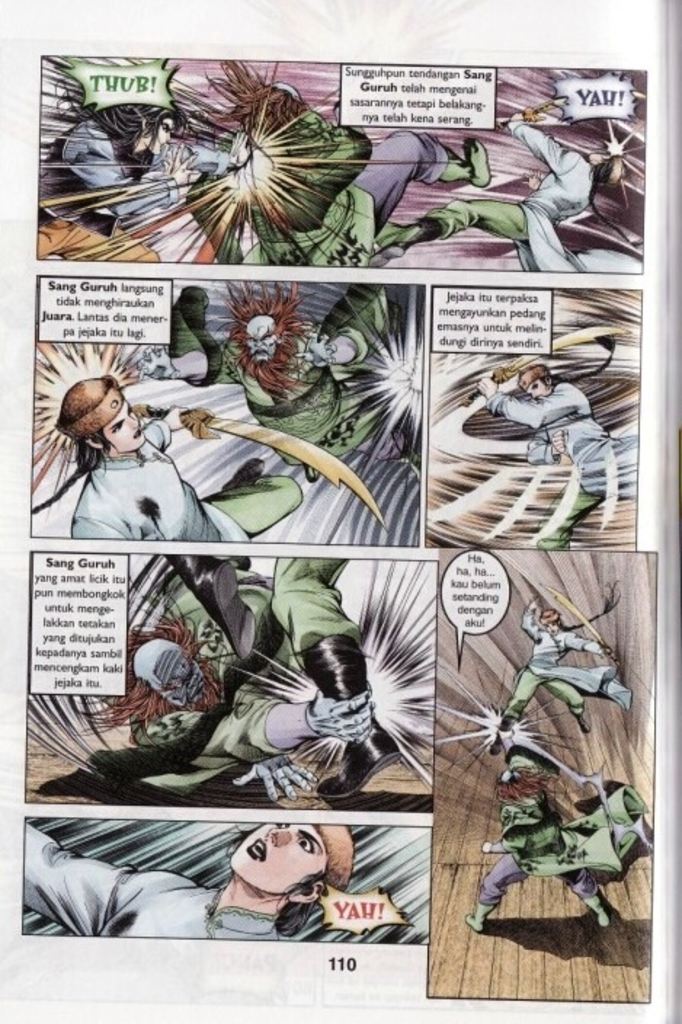 THUB!
Sungguhpun tendangan Sang
Guruh telah mengenai
sasarannya tetapi belakang-
nya telah kena serang.
YAH!
Sang Guruh langsung
tidak menghiraukan
Juara. Lantas dia mener-
pa jejaka itu lagi.
Jejaka itu terpaksa
mengayunkan pedang
emasnya untuk melin-
dungi dirinya sendiri.
Sang Guruh
yang amat licik itu
pun membongkok
untuk menge-
lakkan tetakan
yang ditujukan
kepadanya sambil
mencengkam kaki
jejaka itu.
Ha,
ha, ha...
kau belum
setanding
dengan
aku!
YAH!
110